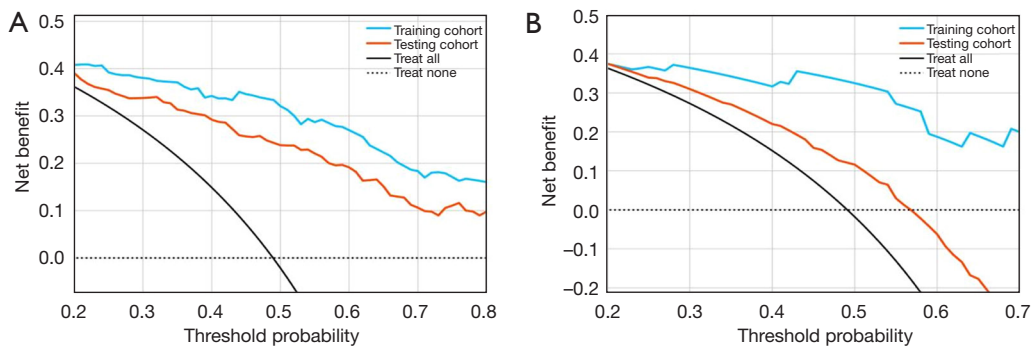 A
0.5
0.4
0.3
0.2
0.1
0.0
Net benefit
Training cohort
Testing cohort
Treat all
Treat none
0.2 0.3 0.4 0.5 0.6 0.7 0.8
Threshold probability
B
0.5
0.4
0.3
0.2
0.1
0.0
−0.1
−0.2
Net benefit
Training cohort
Testing cohort
Treat all
Treat none
0.2 0.3 0.4 0.5 0.6 0.7
Threshold probability